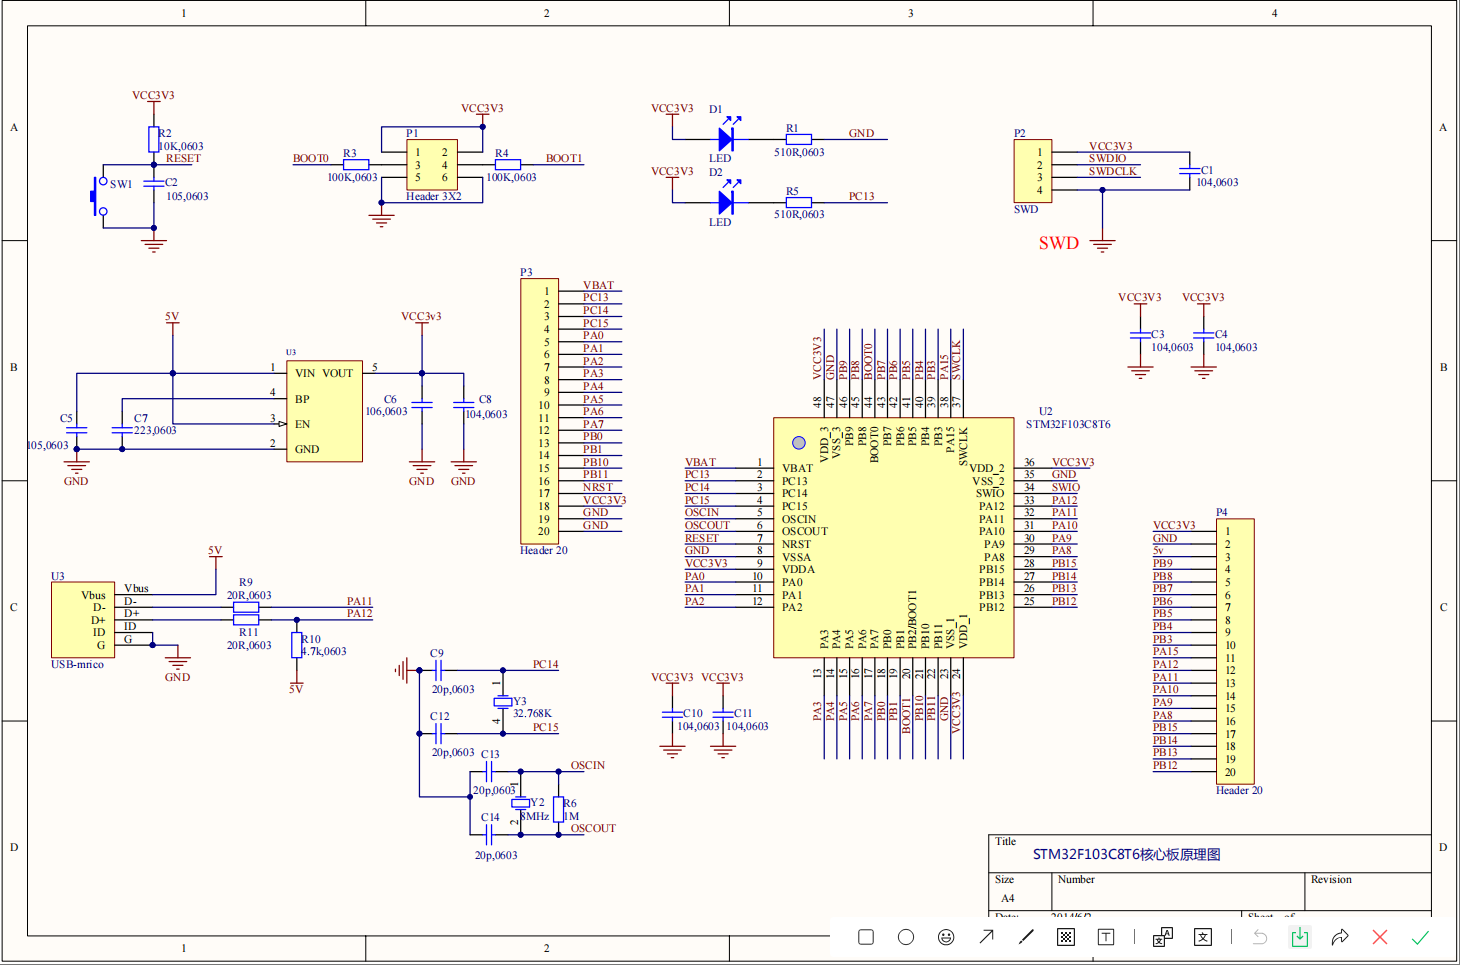 1 2 3 4
A
A
VCC3V3
R2
10K,0603
RESET
SW1
C2
105,0603
VCC3V3
P1
1 2
3 4
5 6
Header 3X2
BOOT0
R3
100K,0603
R4
100K,0603
BOOT1
VCC3V3
D1
LED
R1
510R,0603
GND
VCC3V3
D2
LED
R5
510R,0603
PC13
P2
1
2
3
4
SWD
VCC3V3
SWDIO
SWDCLK
C1
104,0603
SWD
B
B
5V
U3
1 VIN VOUT 5
4 BP
3 EN
2 GND
C5
105,0603
C7
223,0603
GND
VCC3v3
C6
106,0603
C8
104,0603
GND
GND
P3
1 VBAT
2 PC13
3 PC14
4 PC15
5 PA0
6 PA1
7 PA2
8 PA3
9 PA4
10 PA5
11 PA6
12 PA7
13 PB0
14 PB1
15 PB10
16 PB11
17 NRST
18 VCC3V3
19 GND
20 GND
Header 20
VCC3V3
C3
104,0603
VCC3V3
C4
104,0603
U2
STM32F103C8T6
VCC3V3 48 VDD_3
GND 47 VSS_3
PB9 46 PB9
PB8 45 PB8
BOOT0 44 BOOT0
PB7 43 PB7
PB6 42 PB6
PB5 41 PB5
PB4 40 PB4
PB3 39 PB3
PA15 38 PA15
SWCLK 37 SWCLK
VBAT 1 VBAT
PC13 2 PC13
PC14 3 PC14
PC15 4 PC15
OSCIN 5 OSCIN
OSCOUT 6 OSCOUT
RESET 7 NRST
GND 8 VSSA
VCC3V3 9 VDDA
PA0 10 PA0
PA1 11 PA1
PA2 12 PA2
VDD_2 36 VCC3V3
VSS_2 35 GND
SWIO 34 SWIO
PA12 33 PA12
PA11 32 PA11
PA10 31 PA10
PA9 30 PA9
PA8 29 PA8
PB15 28 PB15
PB14 27 PB14
PB13 26 PB13
PB12 25 PB12
PA3 13 PA3
PA4 14 PA4
PA5 15 PA5
PA6 16 PA6
PA7 17 PA7
PB0 18 PB0
PB1 19 PB1
PB2/BOOT1 20 BOOT1
PB10 21 PB10
PB11 22 PB11
VSS_1 23 GND
VDD_1 24 VCC3V3
C
C
U3
Vbus Vbus
D- D-
D+ D+
ID ID
G G
USB-mrico
5V
R9
20R,0603
PA11
PA12
R11
20R,0603
R10
4.7k,0603
5V
GND
C9
20p,0603
PC14
1
Y3
32.768K
4
C12
20p,0603
PC15
C13
20p,0603
OSCIN
1
Y2
8MHz
2
R6
1M
C14
20p,0603
OSCOUT
VCC3V3
C10
104,0603
VCC3V3
C11
104,0603
P4
VCC3V3 1
GND 2
5v 3
PB9 4
PB8 5
PB7 6
PB6 7
PB5 8
PB4 9
PB3 10
PA15 11
PA12 12
PA11 13
PA10 14
PA9 15
PA8 16
PB15 17
PB14 18
PB13 19
PB12 20
Header 20
D
D
Title
STM32F103C8T6核心板原理图
Size Number Revision
A4
Date: 2014/6/2 Sheet of
1 2